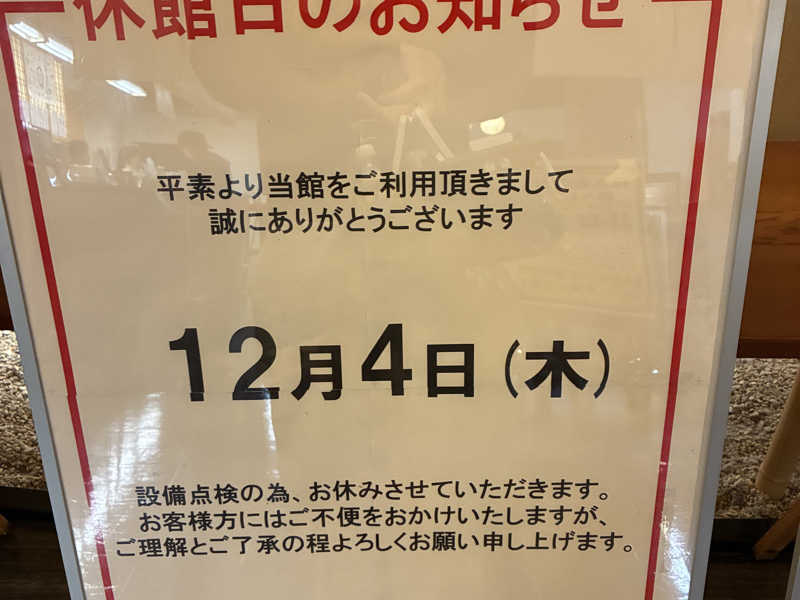 休館日のお知らせ
平素より当館をご利用頂きまして
誠にありがとうございます
12月4日(木)
設備点検の為、お休みさせていただきます。
お客様方にはご不便をおかけいたしますが、
ご理解とご了承の程よろしくお願い申し上げます。